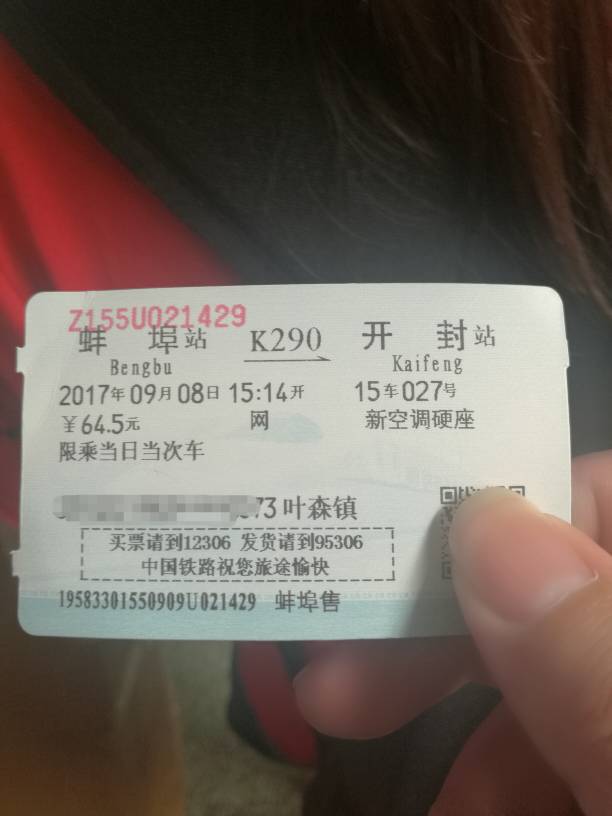 Z155U021429
蚌埠站 K290 开封站
Bengbu Kaifeng
2017年09月08日 15:14开 15车027号
￥64.5元 网 新空调硬座
限乘当日当次车
73叶森镇
买票请到12306 发货请到95306
中国铁路祝您旅途愉快
19583301550909U021429 蚌埠售